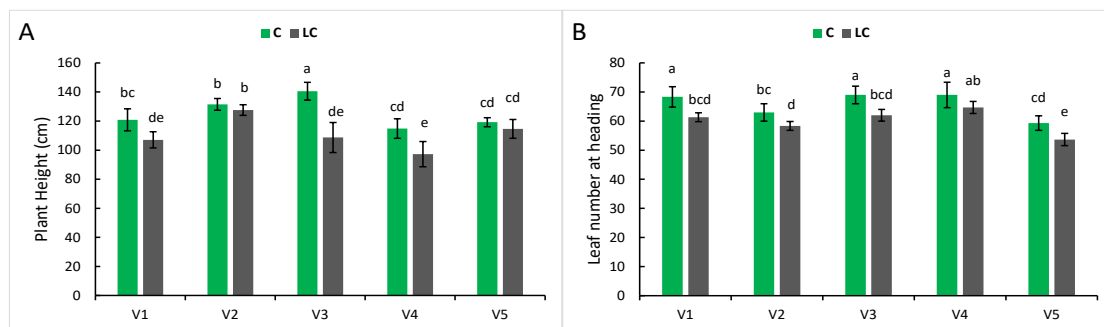 A
C LC
Plant Height (cm)
160
140
120
100
80
60
40
20
0
bc
de
b
b
a
de
cd
e
cd
cd
V1 V2 V3 V4 V5
B
C LC
Leaf number at heading
80
70
60
50
40
30
20
10
0
a
bcd
bc
d
a
bcd
a
ab
cd
e
V1 V2 V3 V4 V5